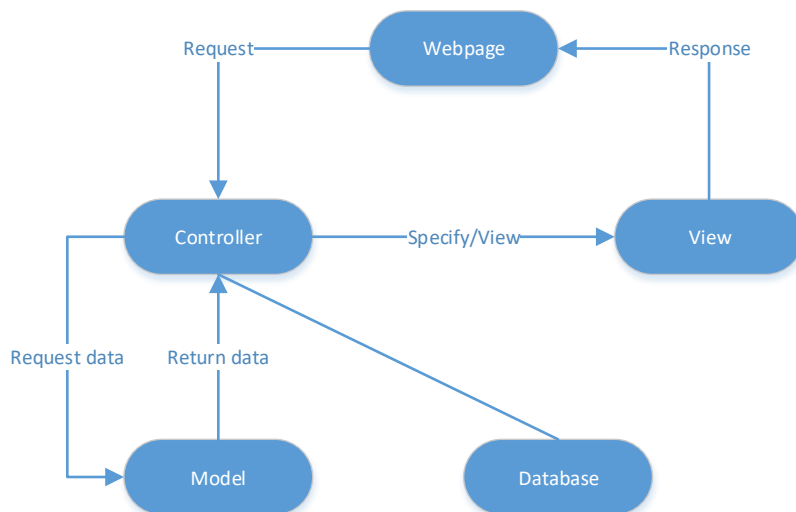 Request
Webpage
Response
Controller
Specify/View
View
Request data
Return data
Model
Database